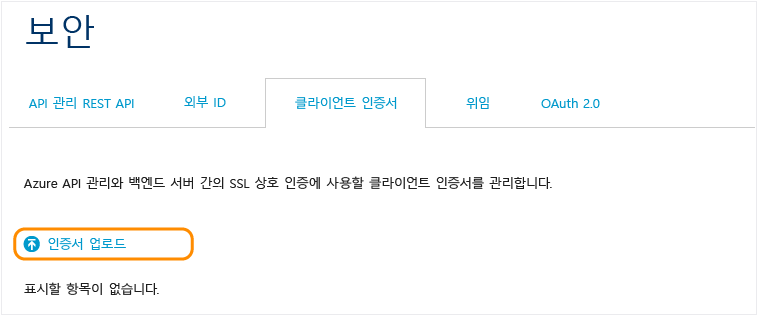 보안
API 관리 REST API 외부 ID 클라이언트 인증서 위임 OAuth 2.0
Azure API 관리와 백엔드 서버 간의 SSL 상호 인증에 사용할 클라이언트 인증서를 관리합니다.
인증서 업로드
표시할 항목이 없습니다.